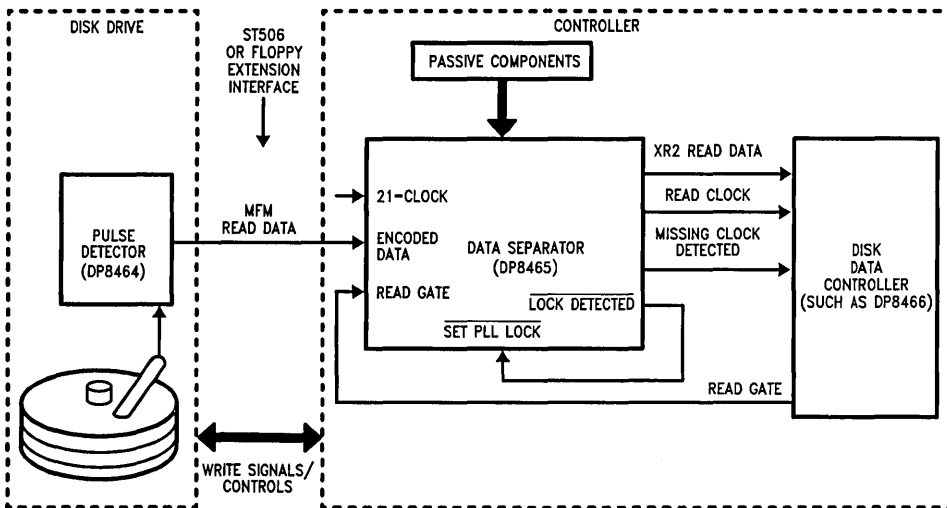 DISK DRIVE
ST506
OR FLOPPY
EXTENSION
INTERFACE
CONTROLLER
PASSIVE COMPONENTS
PULSE
DETECTOR
(DP8464)
MFM
READ DATA
21-CLOCK
ENCODED
DATA
READ GATE
DATA SEPARATOR
(DP8465)
LOCK DETECTED
SET PLL LOCK
XR2 READ DATA
READ CLOCK
MISSING CLOCK
DETECTED
DISK
DATA
CONTROLLER
(SUCH AS DP8466)
READ GATE
WRITE SIGNALS/
CONTROLS